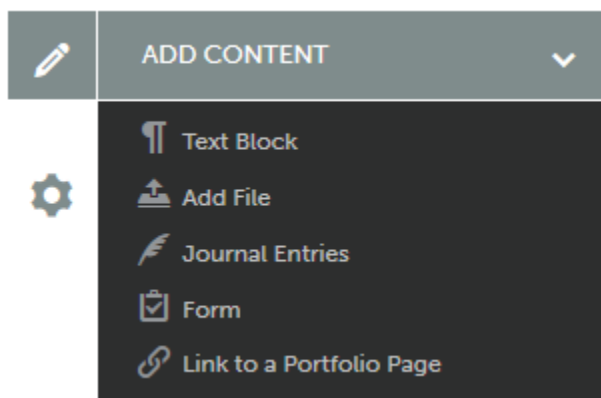 ADD CONTENT
Text Block
Add File
Journal Entries
Form
Link to a Portfolio Page